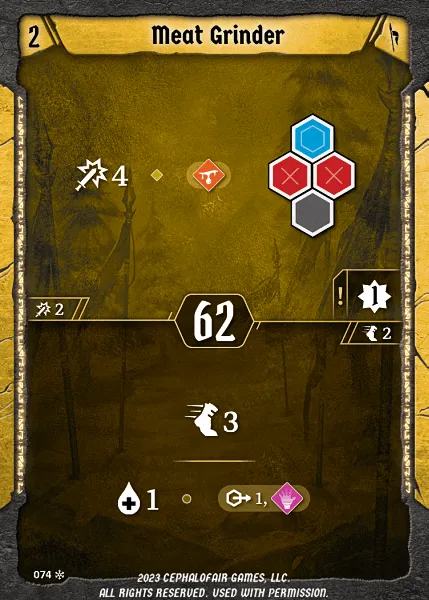 2 Meat Grinder
4
1
2 62
2
3
1 1,
074
2023 CEPHALOFAIR GAMES, LLC.
ALL RIGHTS RESERVED. USED WITH PERMISSION.